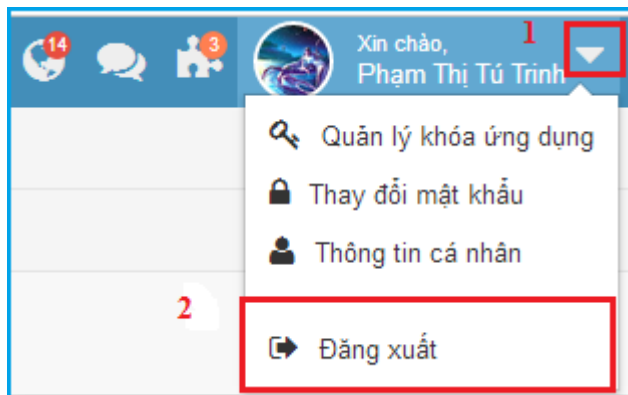 14
3
Xin chào,
1
Phạm Thị Tú Trinh
Quản lý khóa ứng dụng
Thay đổi mật khẩu
Thông tin cá nhân
2
Đăng xuất